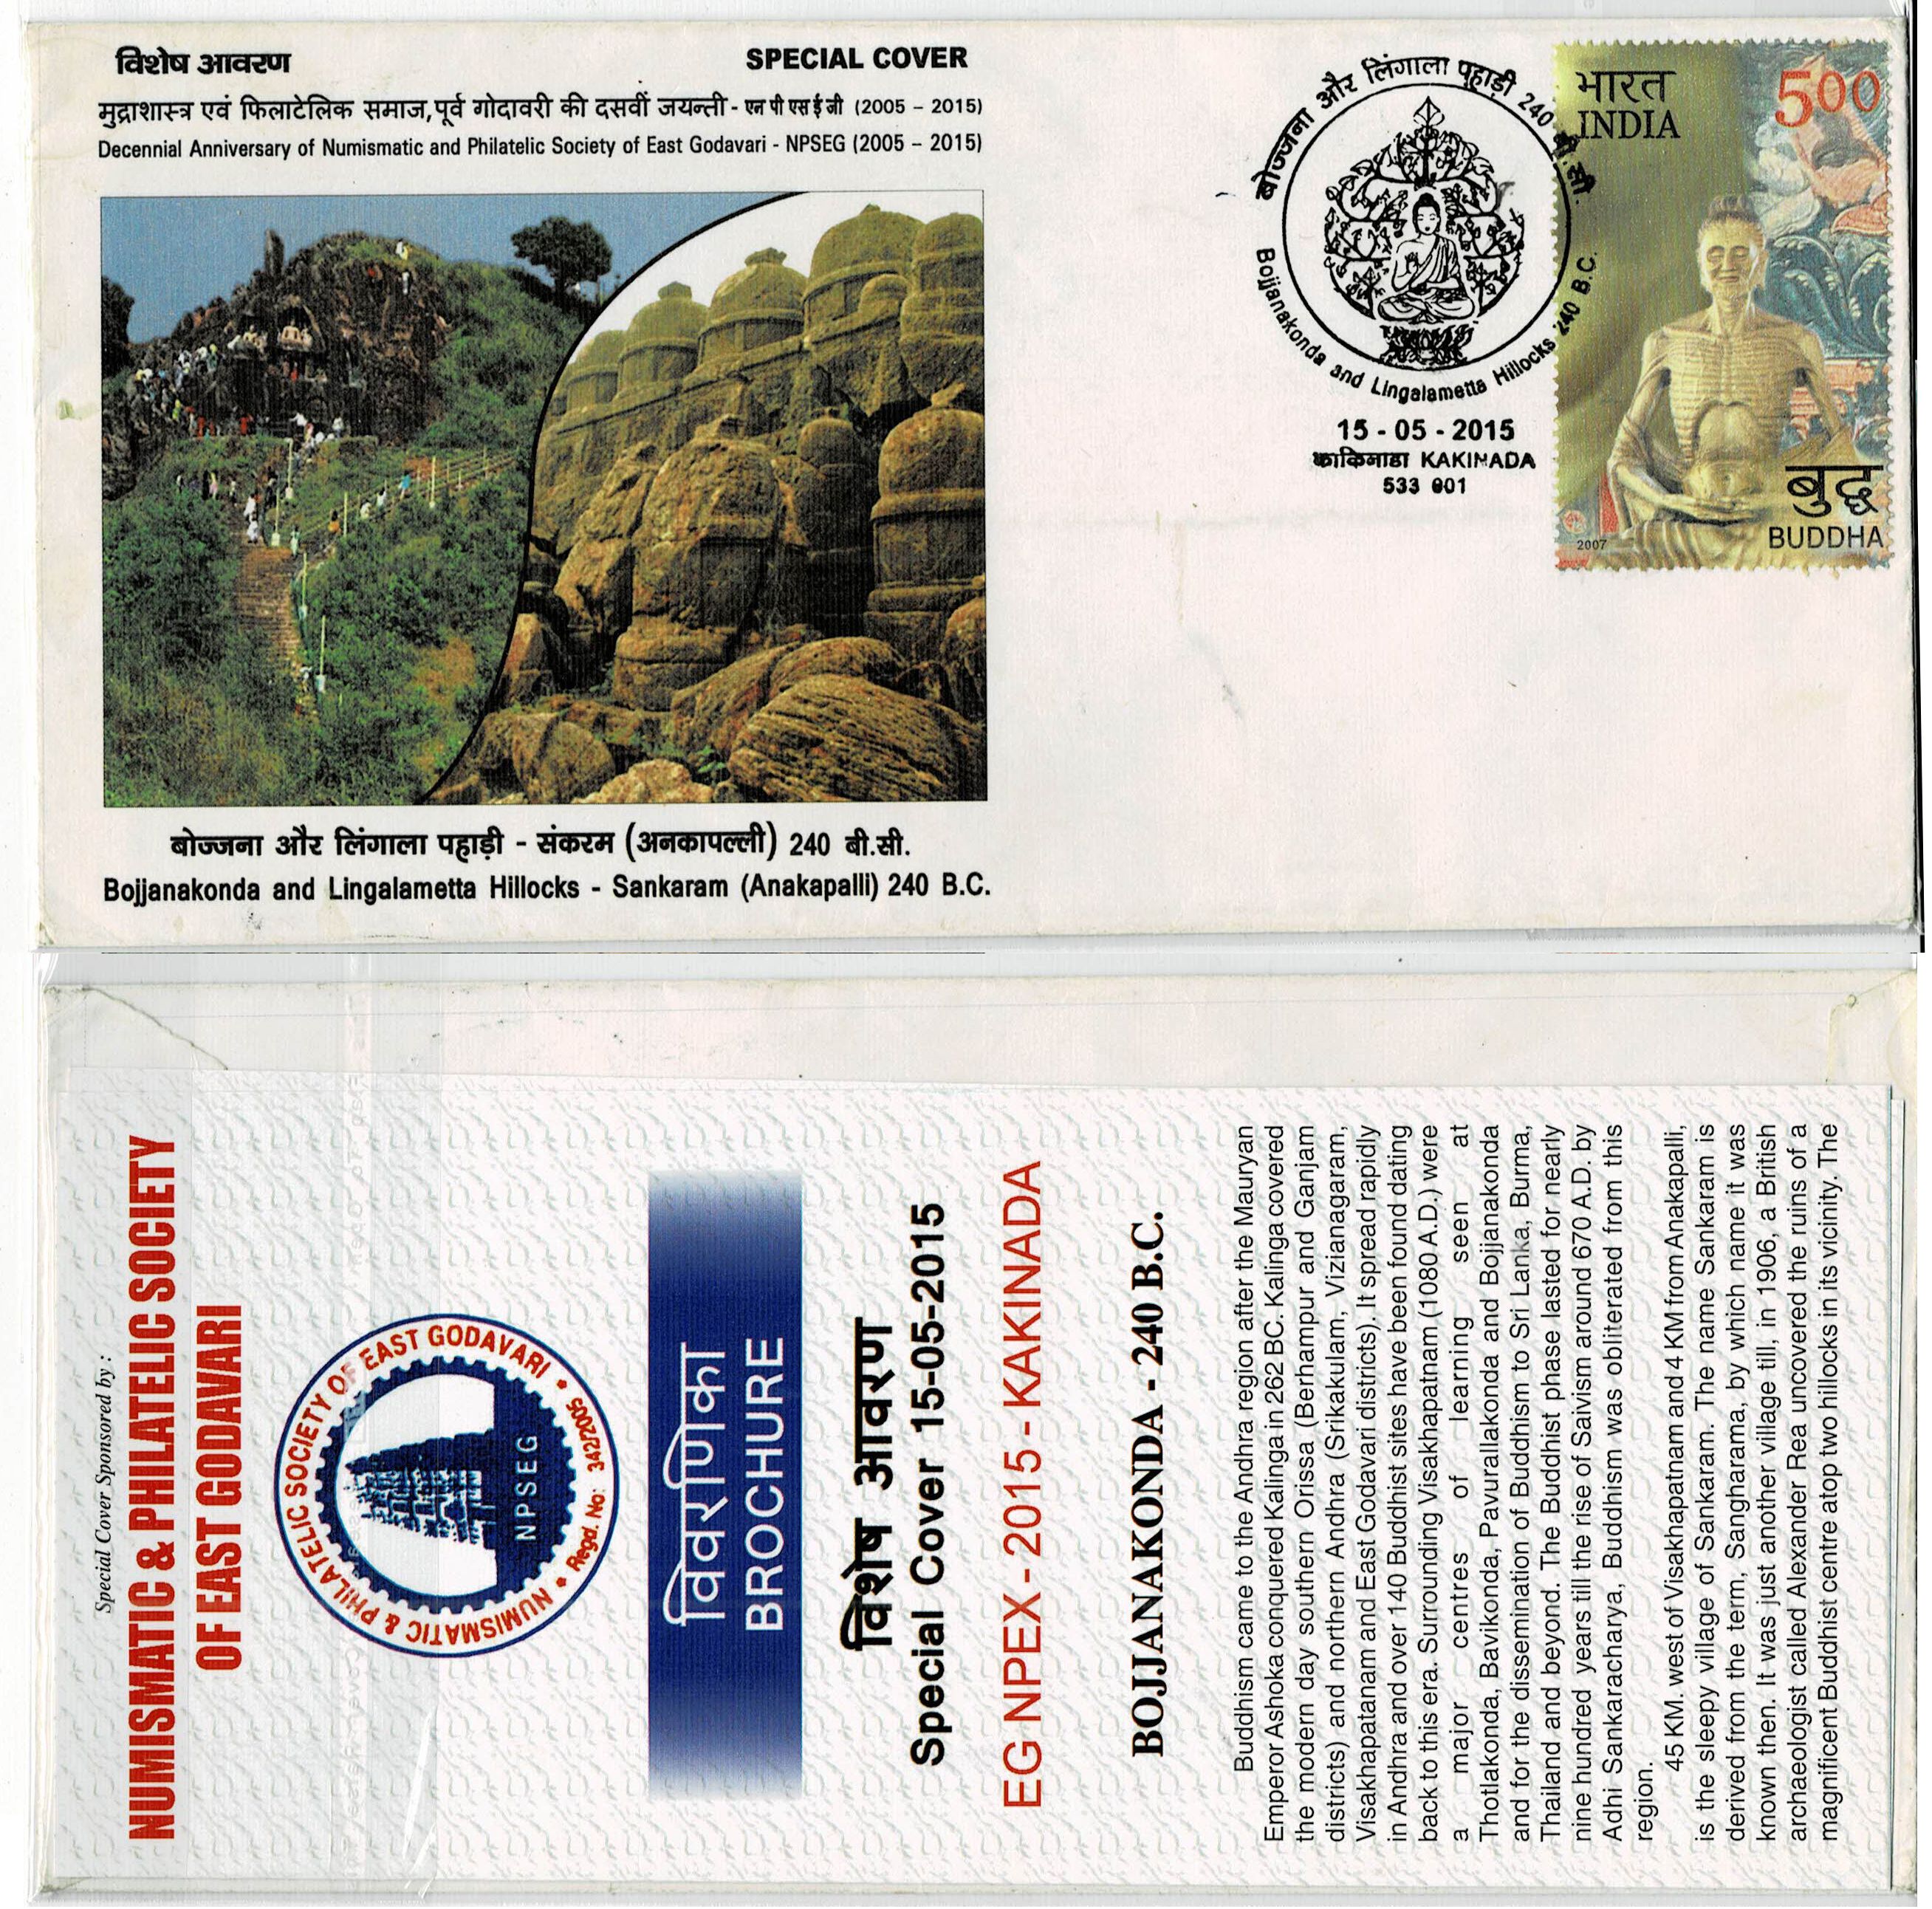 विशेष आवरण
SPECIAL COVER
मुद्राशास्त्र एवं फिलाटेलिक समाज,पूर्व गोदावरी की दसवीं जयन्ती - एन पी एस ई जी (2005 – 2015)
Decennial Anniversary of Numismatic and Philatelic Society of East Godavari - NPSEG (2005 – 2015)
बोज्जना और लिंगाला पहाड़ी - संकरम (अनकापल्ली) 240 बी.सी.
Bojjanakonda and Lingalametta Hillocks - Sankaram (Anakapalli) 240 B.C.
बोज्जना और लिंगाला पहाड़ी 240 बी.सी.
Bojjanakonda and Lingalametta Hillocks 240 B.C.
15 - 05 - 2015
काकिनाडा KAKINADA
533 001
भारत
INDIA
500
2007
बुद्ध
BUDDHA
Special Cover Sponsored by :
NUMISMATIC & PHILATELIC SOCIETY
OF EAST GODAVARI
NUMISMATIC & PHILATELIC SOCIETY OF EAST GODAVARI
Regd. No: 342/2005
NPSEG
विवरणिका
BROCHURE
विशेष आवरण
Special Cover 15-05-2015
EG NPEX - 2015 - KAKINADA
BOJJANAKONDA - 240 B.C.
Buddhism came to the Andhra region after the Mauryan
Emperor Ashoka conquered Kalinga in 262 BC. Kalinga covered
the modern day southern Orissa (Berhampur and Ganjam
districts) and northern Andhra (Srikakulam, Vizianagaram,
Visakhapatanam and East Godavari districts). It spread rapidly
in Andhra and over 140 Buddhist sites have been found dating
back to this era. Surrounding Visakhapatnam (1080 A.D.) were
a major centres of learning seen at
Thotlakonda, Bavikonda, Pavurallakonda and Bojjanakonda
and for the dissemination of Buddhism to Sri Lanka, Burma,
Thailand and beyond. The Buddhist phase lasted for nearly
nine hundred years till the rise of Saivism around 670 A.D. by
Adhi Sankaracharya, Buddhism was obliterated from this
region.
45 KM. west of Visakhapatnam and 4 KM from Anakapalli,
is the sleepy village of Sankaram. The name Sankaram is
derived from the term, Sangharama, by which name it was
known then. It was just another village till, in 1906, a British
archaeologist called Alexander Rea uncovered the ruins of a
magnificent Buddhist centre atop two hillocks in its vicinity. The